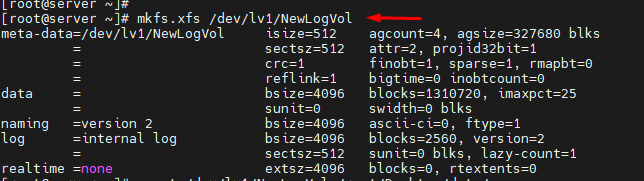 [root@server ~]#
[root@server ~]# mkfs.xfs /dev/lv1/NewLogVol
meta-data=/dev/lv1/NewLogVol     isize=512    agcount=4, agsize=327680 blks
         =                       sectsz=512   attr=2, projid32bit=1
         =                       crc=1        finobt=1, sparse=1, rmapbt=0
         =                       reflink=1    bigtime=0 inobtcount=0
data     =                       bsize=4096   blocks=1310720, imaxpct=25
         =                       sunit=0      swidth=0 blks
naming   =version 2              bsize=4096   ascii-ci=0, ftype=1
log      =internal log           bsize=4096   blocks=2560, version=2
         =                       sectsz=512   sunit=0 blks, lazy-count=1
realtime =none                   extsz=4096   blocks=0, rtextents=0